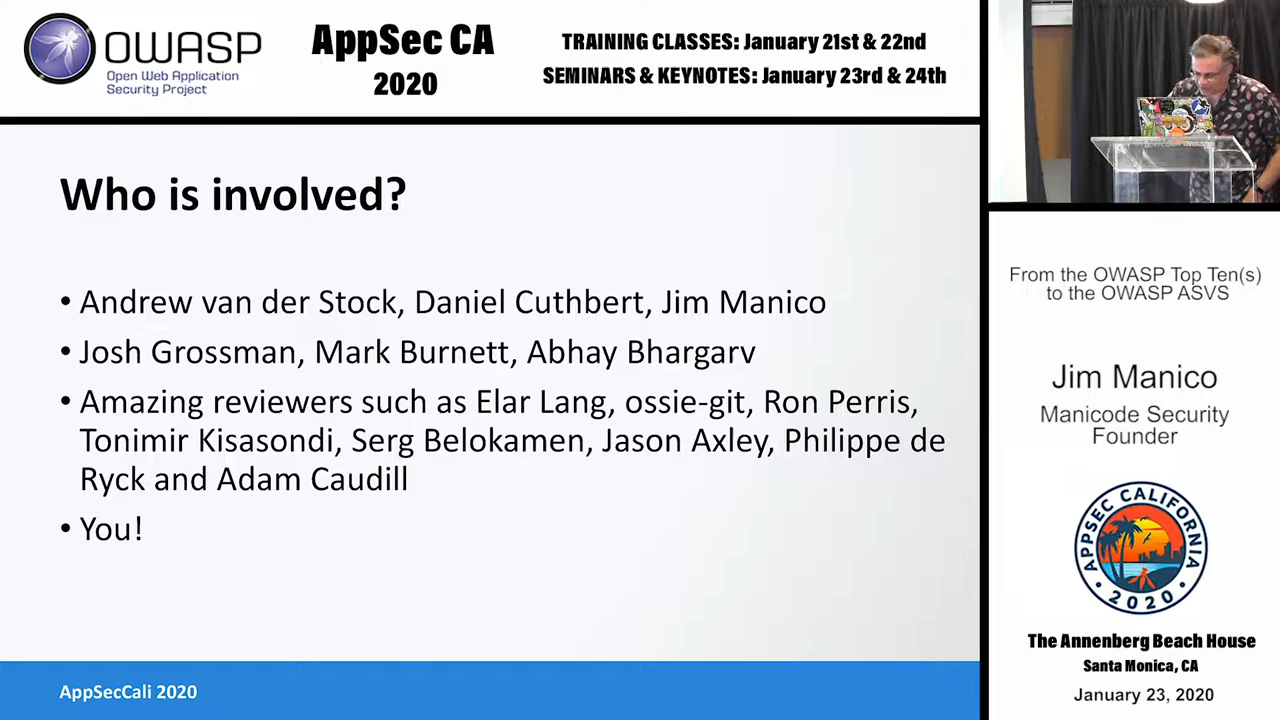 OWASP
Open Web Application
Security Project
AppSec CA
2020
TRAINING CLASSES: January 21st & 22nd
SEMINARS & KEYNOTES: January 23rd & 24th
Who is involved?
• Andrew van der Stock, Daniel Cuthbert, Jim Manico
• Josh Grossman, Mark Burnett, Abhay Bhargarv
• Amazing reviewers such as Elar Lang, ossie-git, Ron Perris,
Tonimir Kisasondi, Serg Belokamen, Jason Axley, Philippe de
Ryck and Adam Caudill
• You!
AppSecCali 2020
From the OWASP Top Ten(s)
to the OWASP ASVS
Jim Manico
Manicode Security
Founder
APPSEC CALIFORNIA
• 2020 •
The Annenberg Beach House
Santa Monica, CA
January 23, 2020